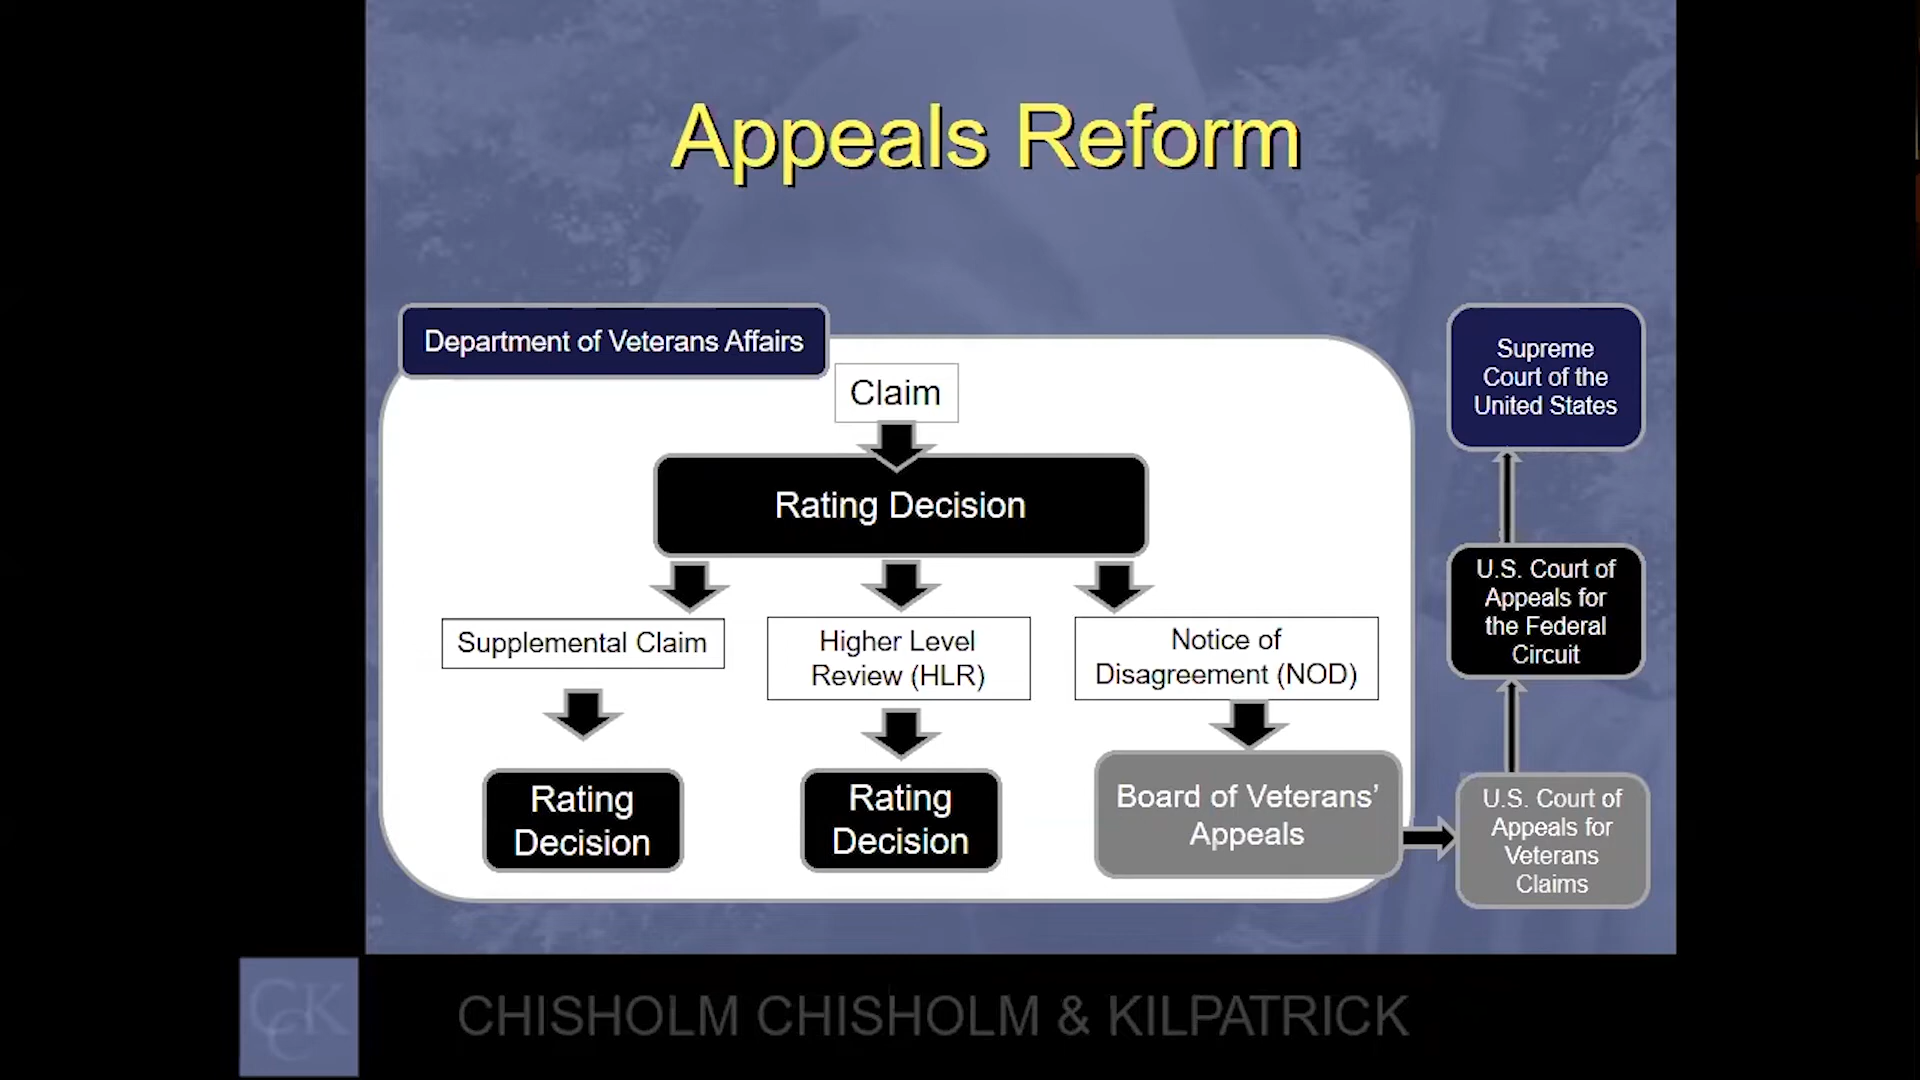 Appeals Reform
Department of Veterans Affairs
Claim
Rating Decision
Supplemental Claim
Higher Level
Review (HLR)
Notice of
Disagreement (NOD)
Rating
Decision
Rating
Decision
Board of Veterans’
Appeals
Supreme
Court of the
United States
U.S. Court of
Appeals for
the Federal
Circuit
U.S. Court of
Appeals for
Veterans
Claims
CCK
CHISHOLM CHISHOLM & KILPATRICK